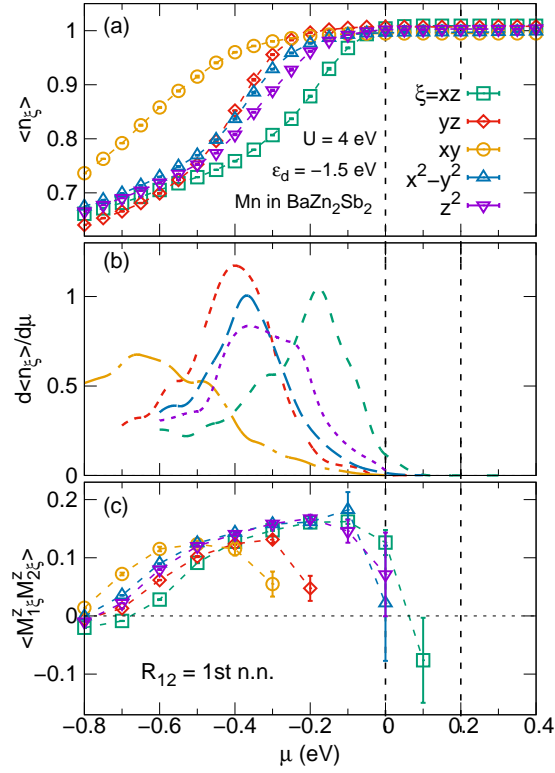 (a)
<n_ξ>
1
0.9
0.8
0.7
ξ=xz
yz
xy
x²−y²
z²
U = 4 eV
ε_d = −1.5 eV
Mn in BaZn₂Sb₂
(b)
d<n_ξ>/dμ
1
0.5
0
(c)
<M^z_1ξ M^z_2ξ>
0.2
0.1
0
−0.1
R₁₂ = 1st n.n.
−0.8 −0.6 −0.4 −0.2 0 0.2 0.4
μ (eV)